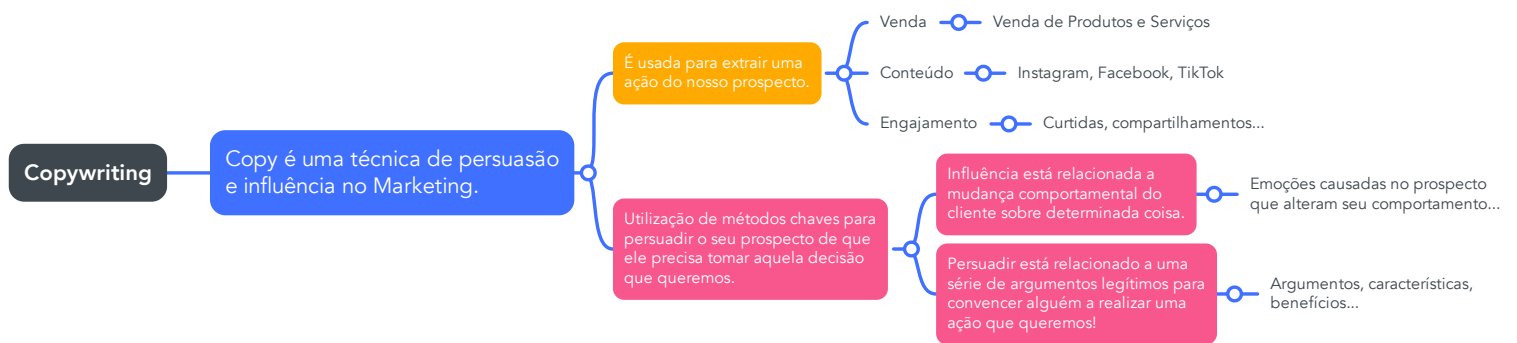 Copywriting
Copy é uma técnica de persuasão
e influência no Marketing.
É usada para extrair uma
ação do nosso prospecto.
Venda
Venda de Produtos e Serviços
Conteúdo
Instagram, Facebook, TikTok
Engajamento
Curtidas, compartilhamentos...
Utilização de métodos chaves para
persuadir o seu prospecto de que
ele precisa tomar aquela decisão
que queremos.
Influência está relacionada a
mudança comportamental do
cliente sobre determinada coisa.
Emoções causadas no prospecto
que alteram seu comportamento...
Persuadir está relacionado a uma
série de argumentos legítimos para
convencer alguém a realizar uma
ação que queremos!
Argumentos, características,
benefícios...